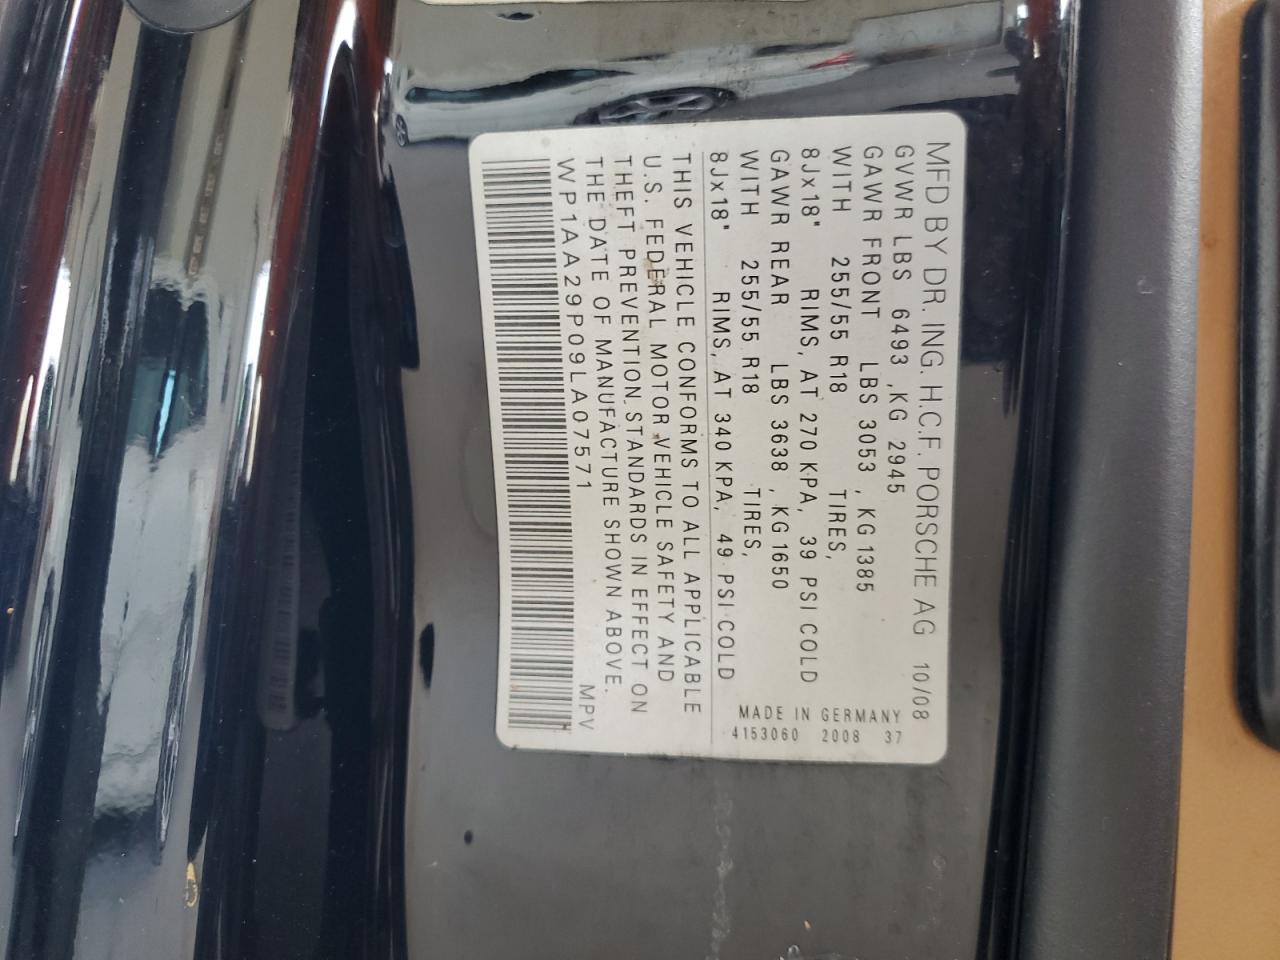 MFD BY DR. ING. H.C.F. PORSCHE AG 10/08
GVWR LBS 6493 ,KG 2945
GAWR FRONT LBS 3053 , KG 1385
WITH 255/55 R18 TIRES,
8Jx18" RIMS, AT 270 KPA, 39 PSI COLD
GAWR REAR LBS 3638 , KG 1650
WITH 255/55 R18 TIRES,
8Jx18" RIMS, AT 340 KPA, 49 PSI COLD
MADE IN GERMANY
4153060 2008 37
THIS VEHICLE CONFORMS TO ALL APPLICABLE
U.S. FEDERAL MOTOR VEHICLE SAFETY AND
THEFT PREVENTION STANDARDS IN EFFECT ON
THE DATE OF MANUFACTURE SHOWN ABOVE.
WP1AA29P09LA07571 MPV